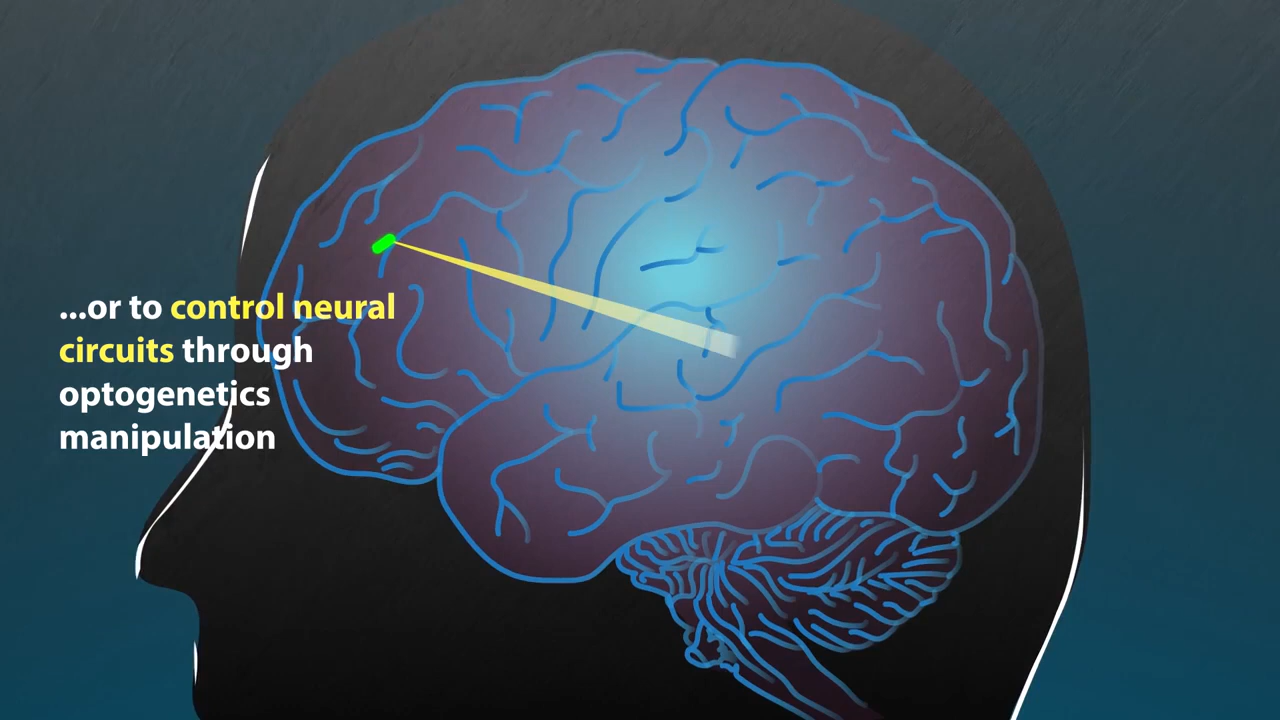 ...or to control neural
circuits through
optogenetics
manipulation